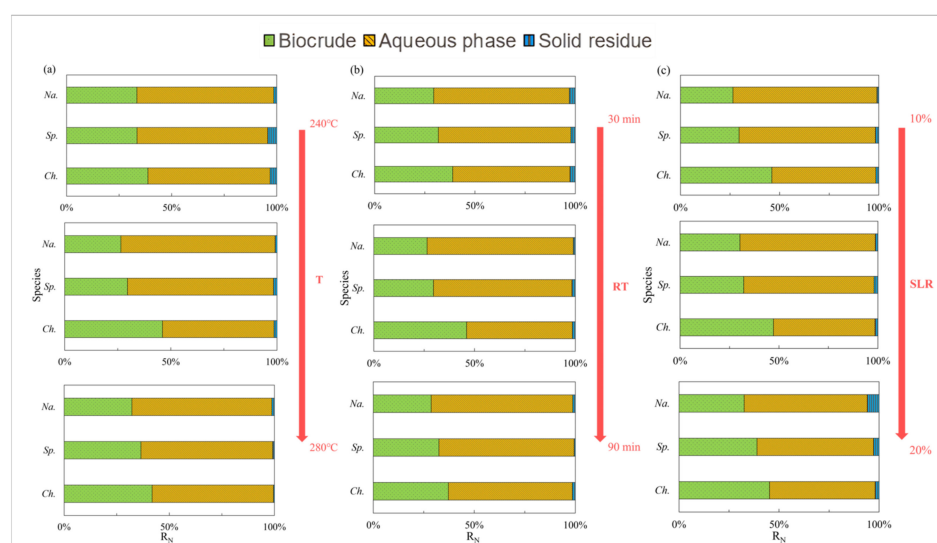 Biocrude Aqueous phase Solid residue
(a) (b) (c)
Na.
Sp.
Ch.
0% 50% 100%
Na.
Sp.
Ch.
0% 50% 100%
Na.
Sp.
Ch.
0% 50% 100%
Species
R_N
240℃
T
280℃
Na.
Sp.
Ch.
0% 50% 100%
Na.
Sp.
Ch.
0% 50% 100%
Na.
Sp.
Ch.
0% 50% 100%
Species
R_N
30 min
RT
90 min
Na.
Sp.
Ch.
0% 50% 100%
Na.
Sp.
Ch.
0% 50% 100%
Na.
Sp.
Ch.
0% 50% 100%
Species
R_N
10%
SLR
20%